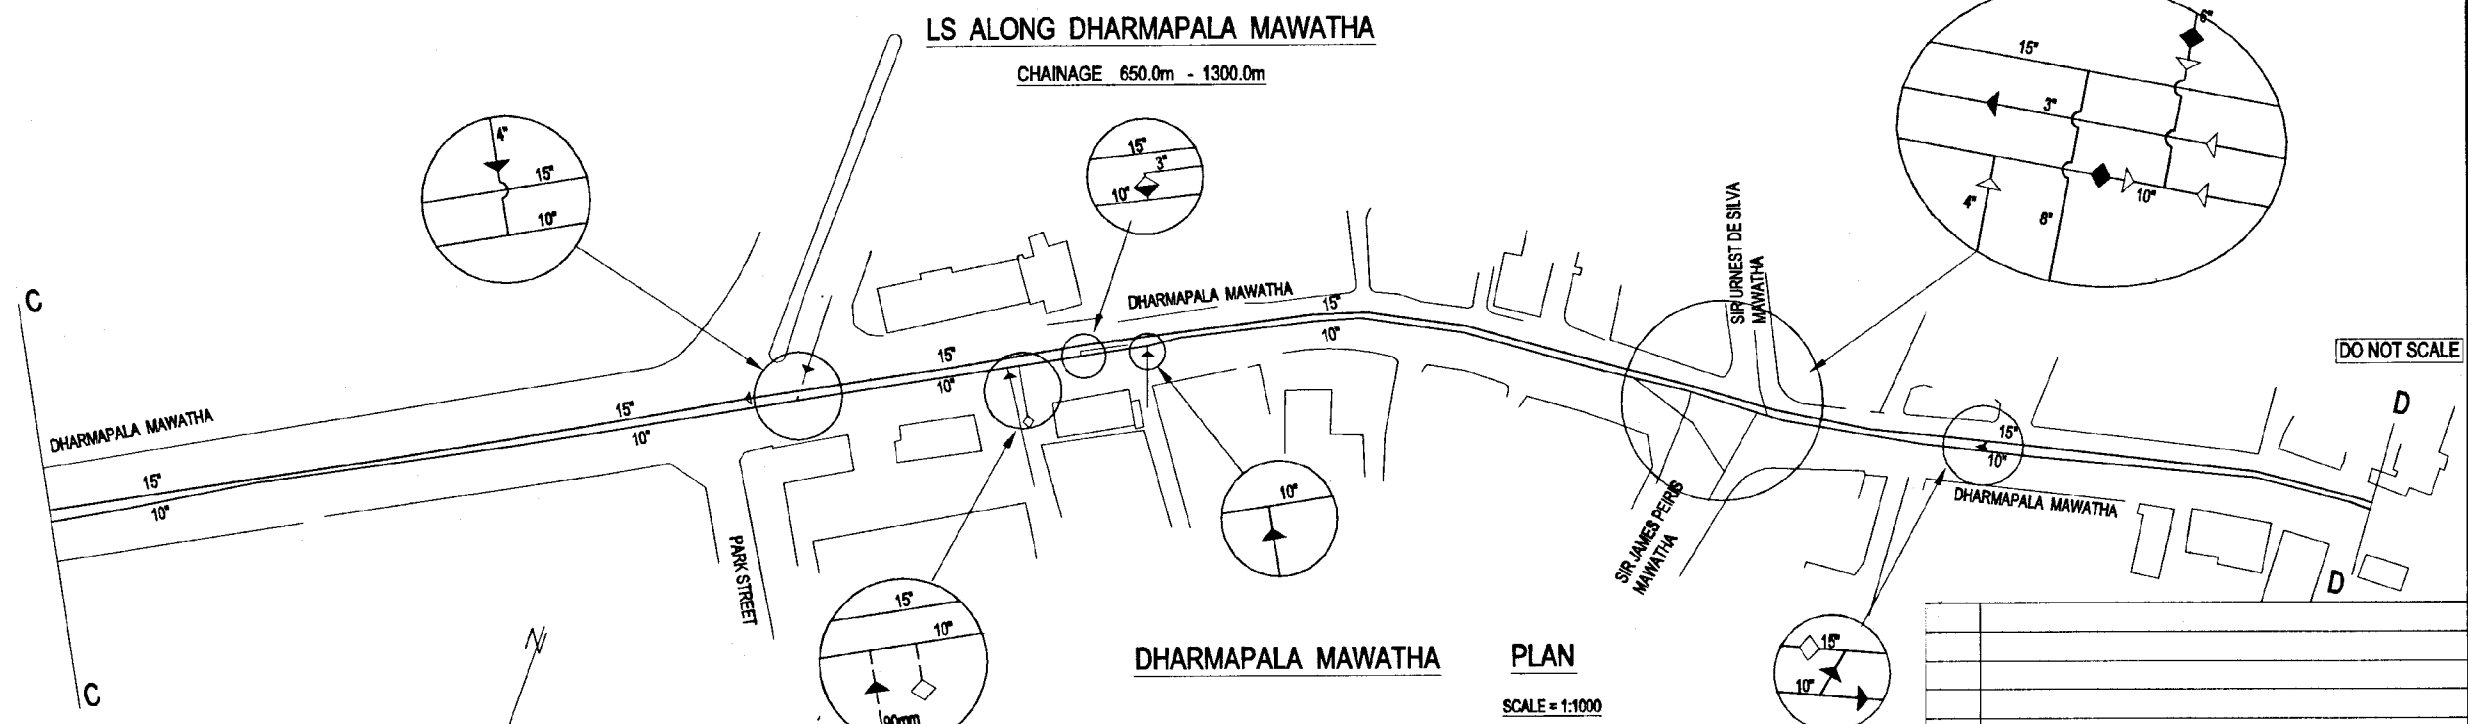 LS ALONG DHARMAPALA MAWATHA
CHAINAGE 650.0m - 1300.0m
6"
15"
3"
10"
4"
8"
4"
15"
10"
15"
3"
10"
SIR URNEST DE SILVA
MAWATHA
C
DHARMAPALA MAWATHA
15"
10"
DO NOT SCALE
15"
10"
D
DHARMAPALA MAWATHA
15"
10"
15"
10"
15"
10"
DHARMAPALA MAWATHA
10"
SIR JAMES PEIRIS
MAWATHA
PARK STREET
D
15"
10"
90mm
N
DHARMAPALA MAWATHA PLAN
SCALE = 1:1000
15"
10"
C